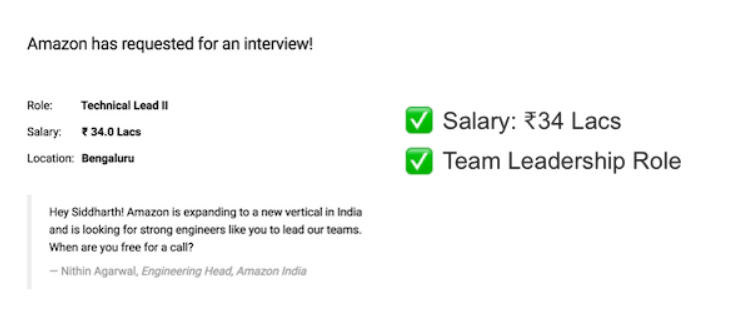 Amazon has requested for an interview!
Role: Technical Lead II
Salary: ₹ 34.0 Lacs
Location: Bengaluru
Hey Siddharth! Amazon is expanding to a new vertical in India
and is looking for strong engineers like you to lead our teams.
When are you free for a call?
— Nithin Agarwal, Engineering Head, Amazon India
✅ Salary: ₹34 Lacs
✅ Team Leadership Role